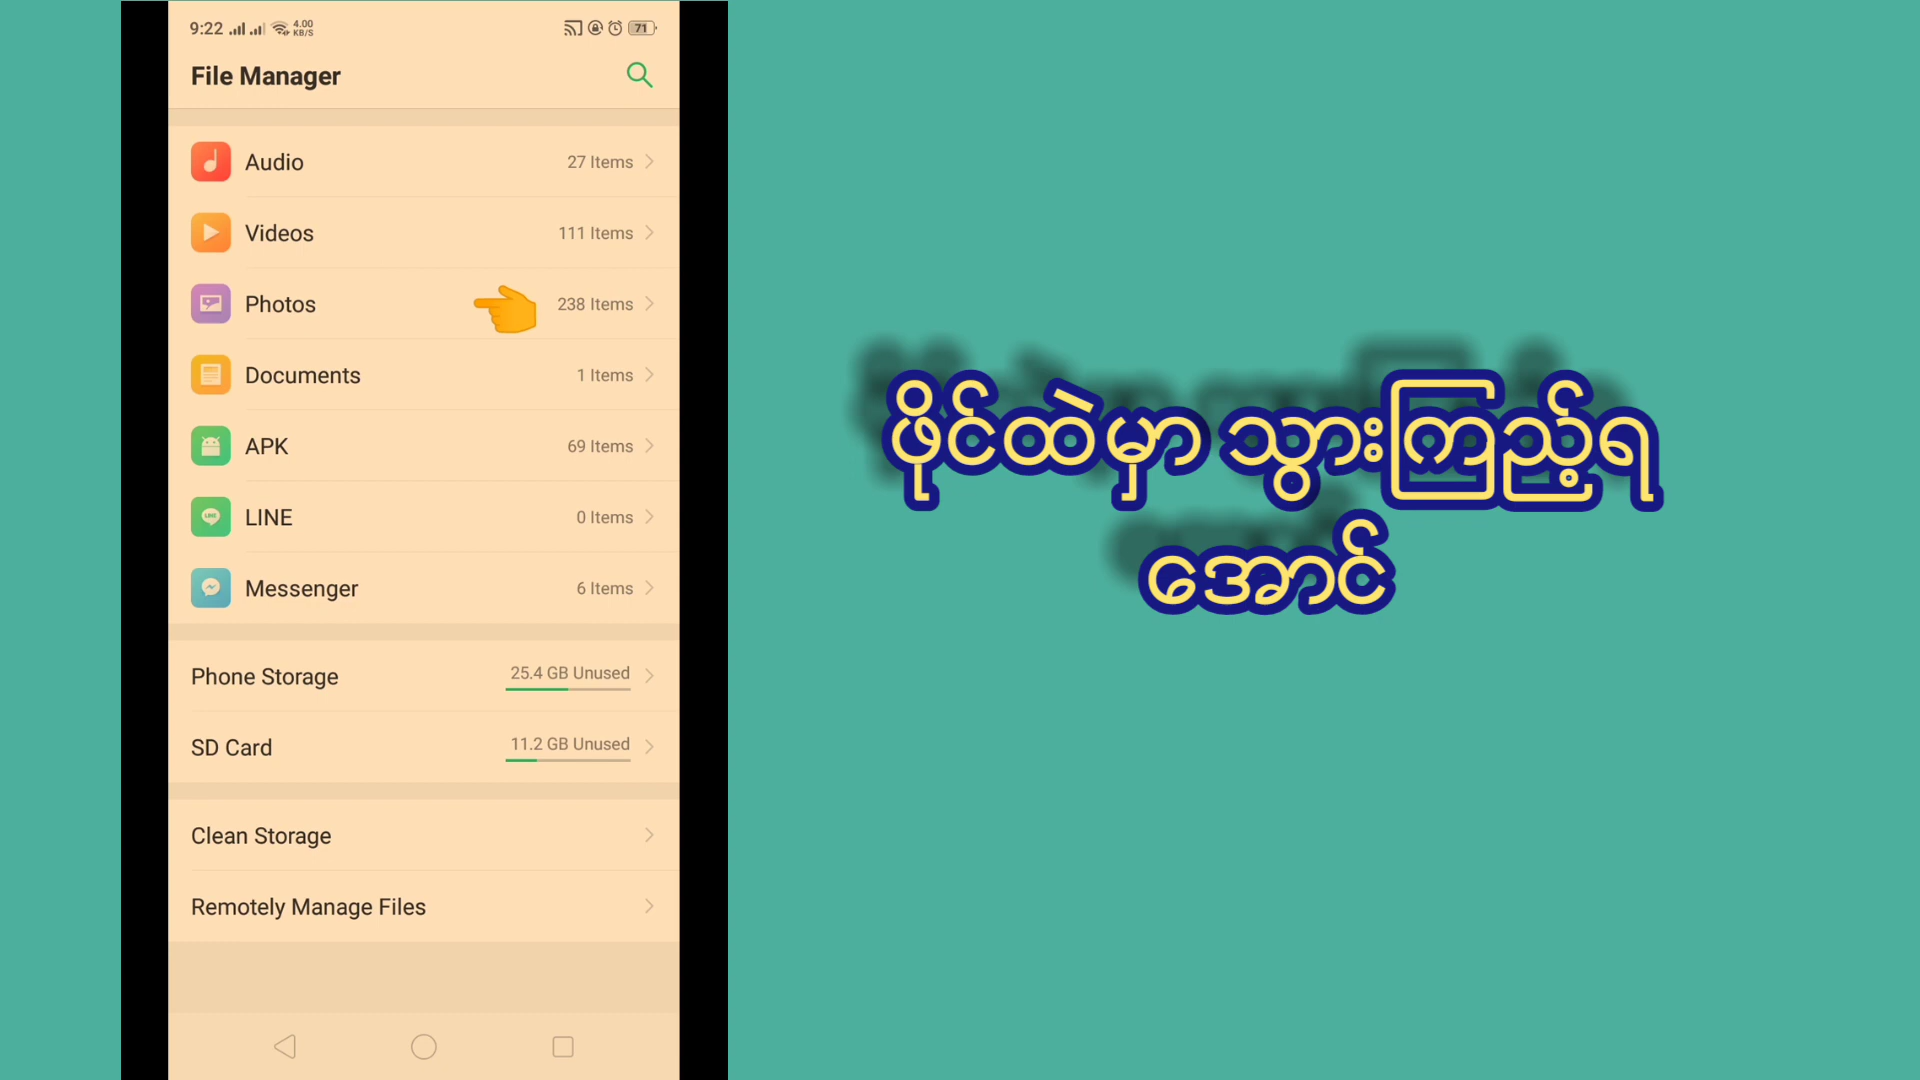 9:22 4.00 KB/S 71
File Manager
Audio 27 Items
Videos 111 Items
Photos 238 Items
Documents 1 Items
APK 69 Items
LINE LINE 0 Items
Messenger 6 Items
Phone Storage 25.4 GB Unused
SD Card 11.2 GB Unused
Clean Storage
Remotely Manage Files
ဖိုင်ထဲမှာ သွားကြည့်ရ
အောင်